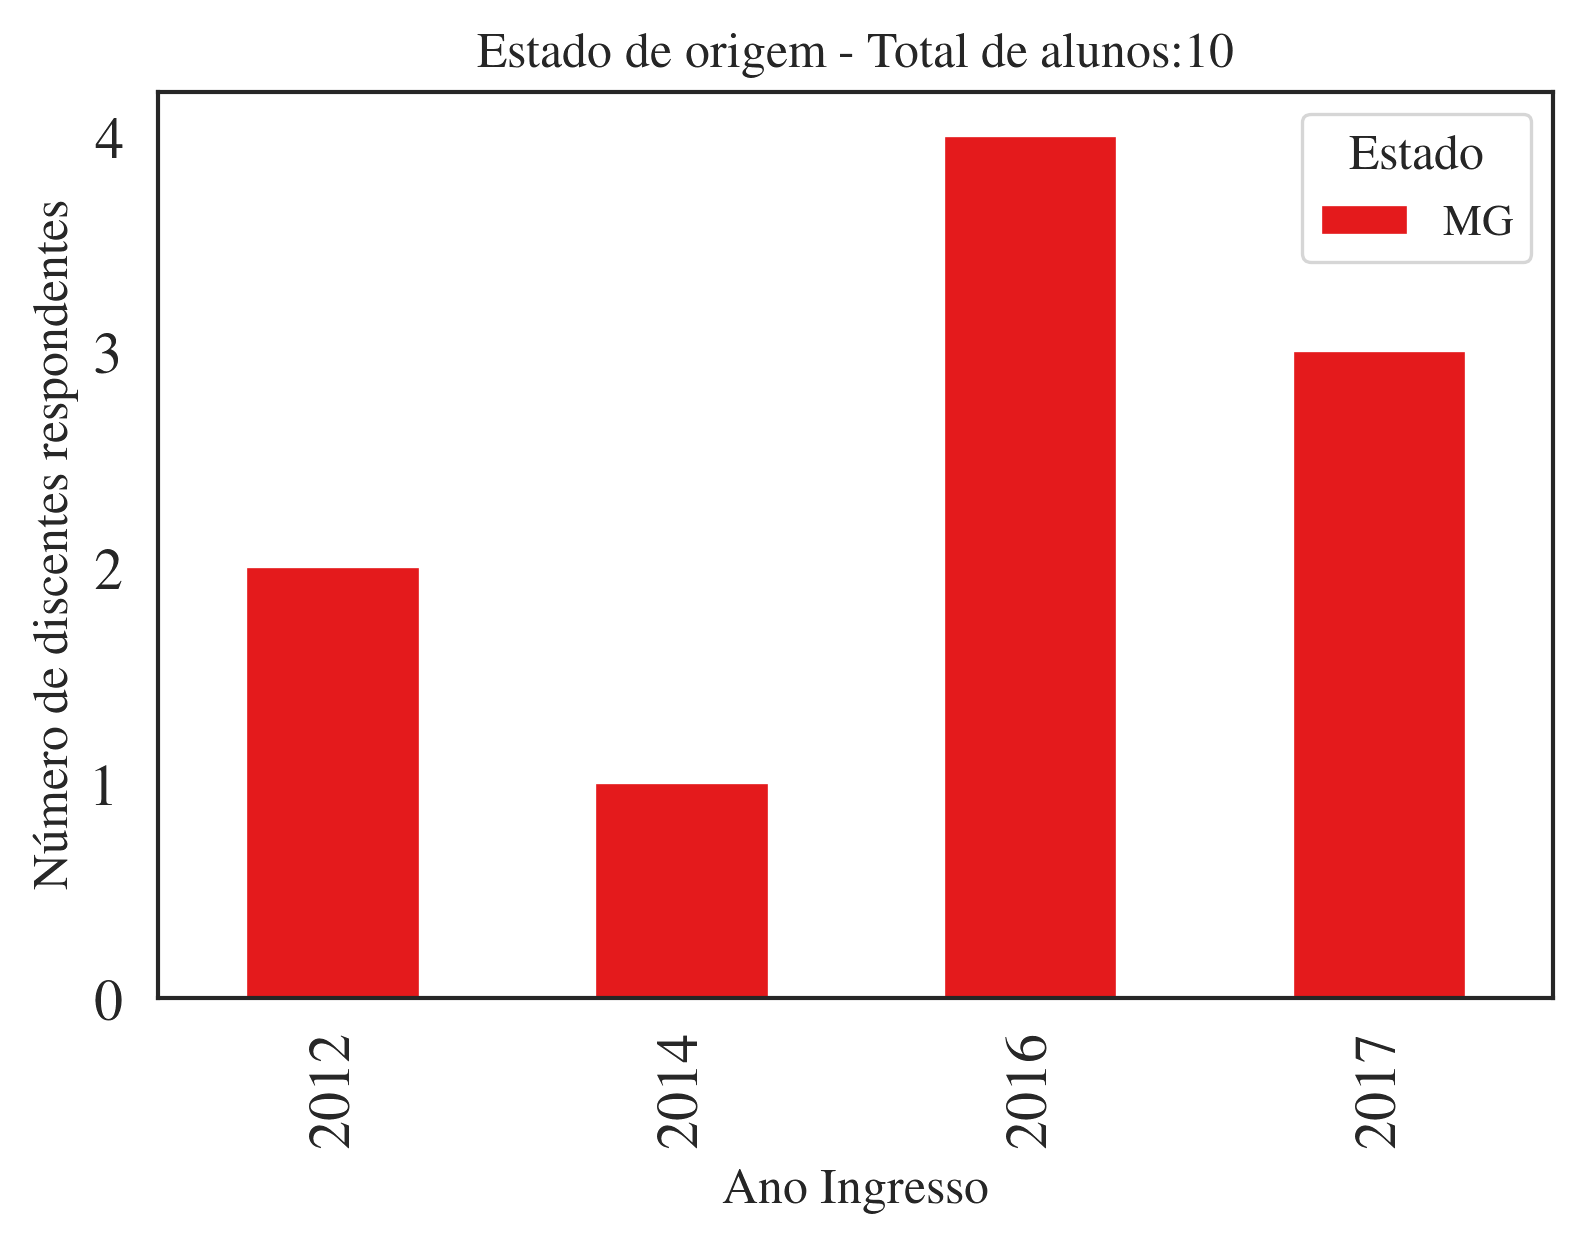 Estado de origem - Total de alunos:10
Estado
MG
Número de discentes respondentes
4
3
2
1
0
2012
2014
2016
2017
Ano Ingresso